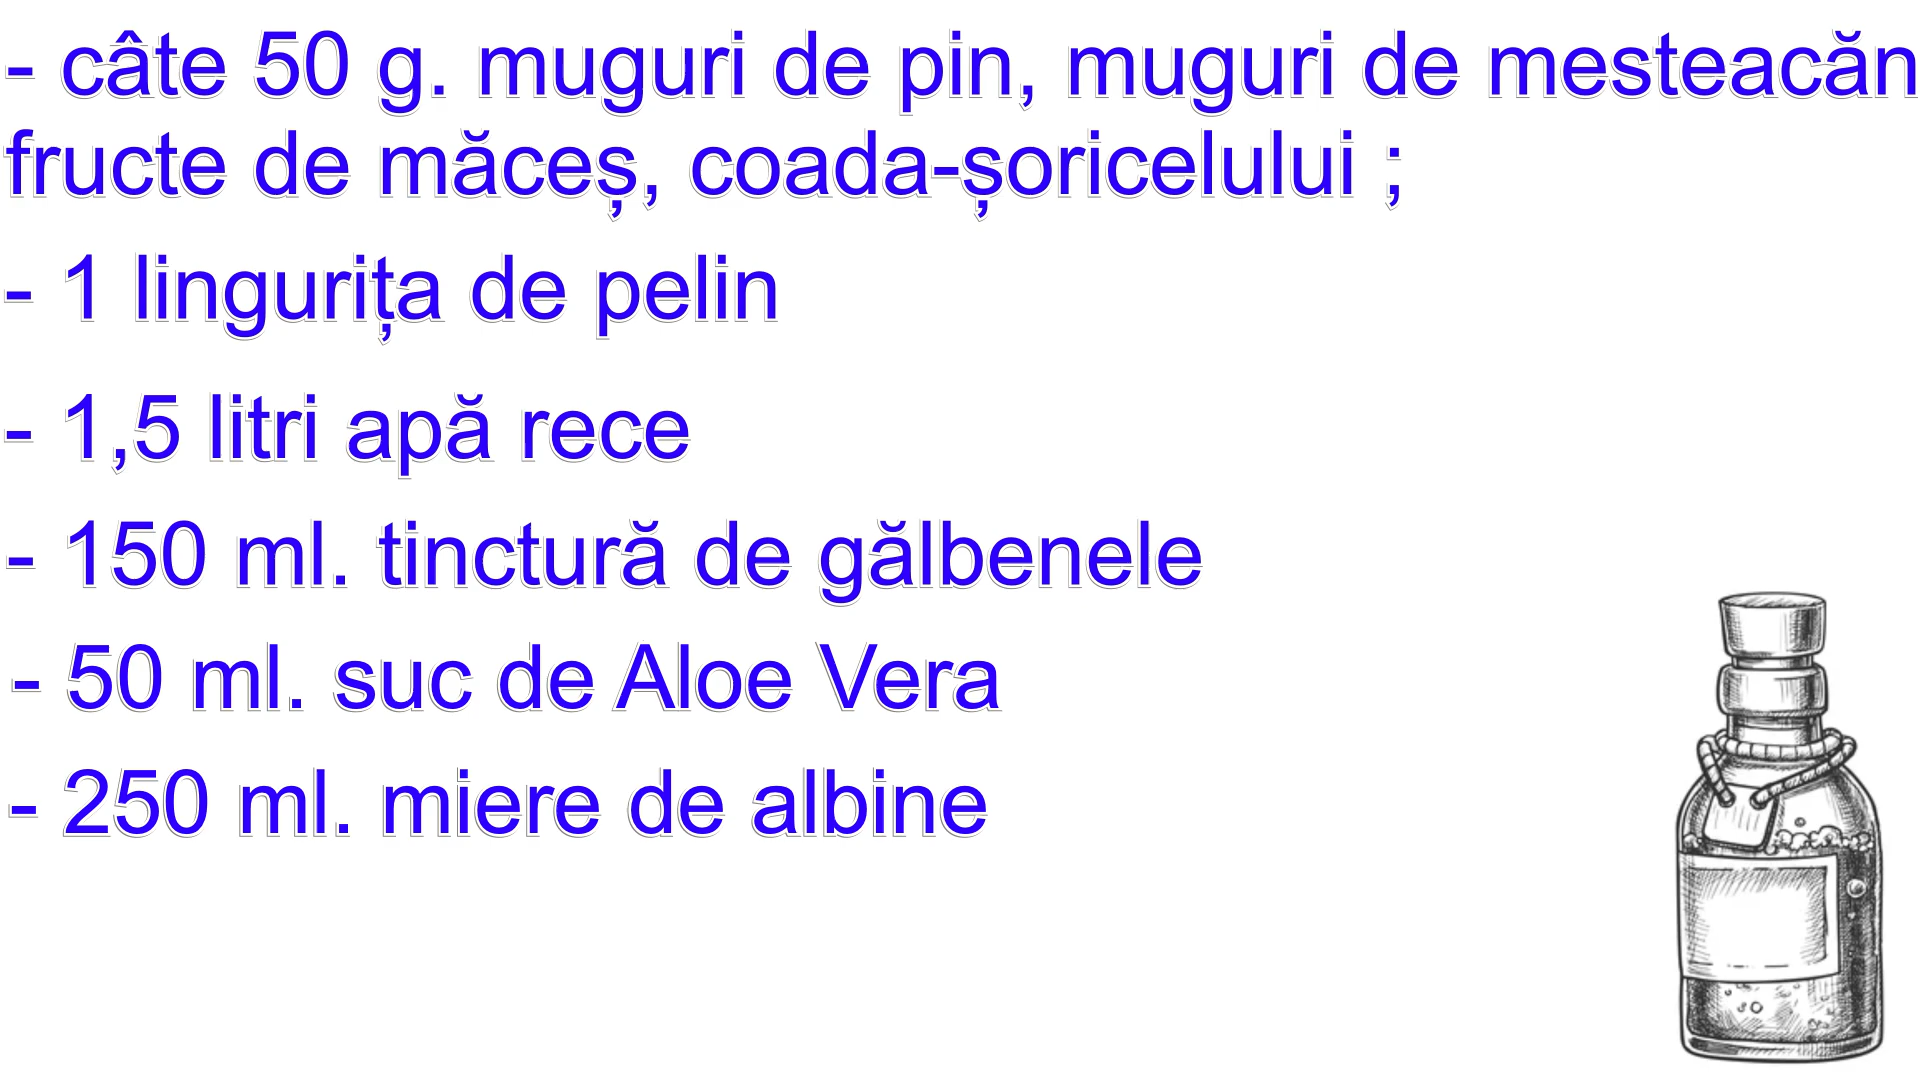 - câte 50 g. muguri de pin, muguri de mesteacăn
fructe de măceș, coada-șoricelului ;
- 1 lingurița de pelin
- 1,5 litri apă rece
- 150 ml. tinctură de gălbenele
- 50 ml. suc de Aloe Vera
- 250 ml. miere de albine